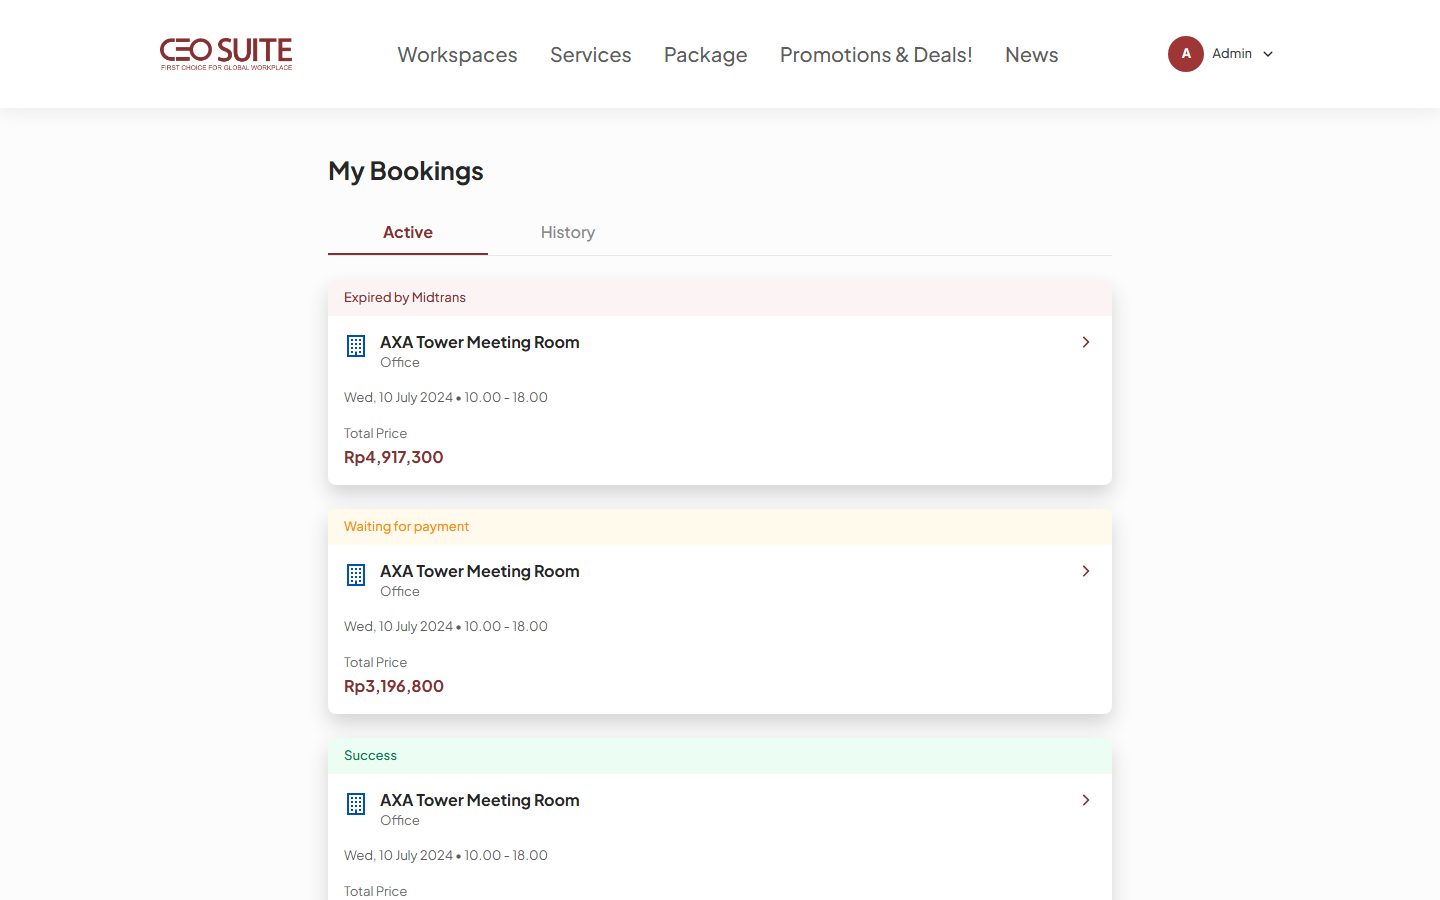 CEO SUITE
FIRST CHOICE FOR GLOBAL WORKPLACE
Workspaces
Services
Package
Promotions & Deals!
News
A
Admin
My Bookings
Active
History
Expired by Midtrans
AXA Tower Meeting Room
Office
Wed, 10 July 2024 • 10.00 - 18.00
Total Price
Rp4,917,300
Waiting for payment
AXA Tower Meeting Room
Office
Wed, 10 July 2024 • 10.00 - 18.00
Total Price
Rp3,196,800
Success
AXA Tower Meeting Room
Office
Wed, 10 July 2024 • 10.00 - 18.00
Total Price